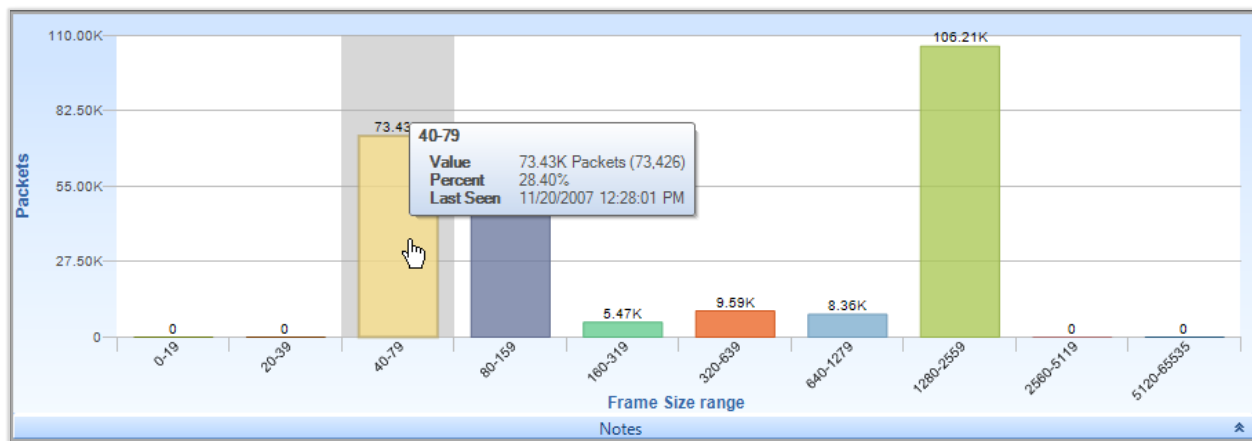 110.00K
82.50K
55.00K
27.50K
0
Packets
0
0
73.43
40-79
Value 73.43K Packets (73,426)
Percent 28.40%
Last Seen 11/20/2007 12:28:01 PM
5.47K
9.59K
8.36K
106.21K
0
0
0-19
20-39
40-79
80-159
160-319
320-639
640-1279
1280-2559
2560-5119
5120-65535
Frame Size range
Notes